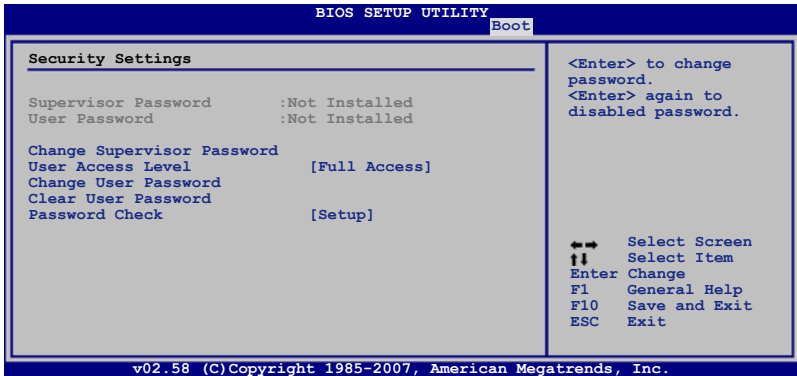 BIOS SETUP UTILITY
Boot
Security Settings
Supervisor Password :Not Installed
User Password :Not Installed
Change Supervisor Password
User Access Level [Full Access]
Change User Password
Clear User Password
Password Check [Setup]
<Enter> to change
password.
<Enter> again to
disabled password.
←→ Select Screen
↑↓ Select Item
Enter Change
F1 General Help
F10 Save and Exit
ESC Exit
v02.58 (C)Copyright 1985-2007, American Megatrends, Inc.